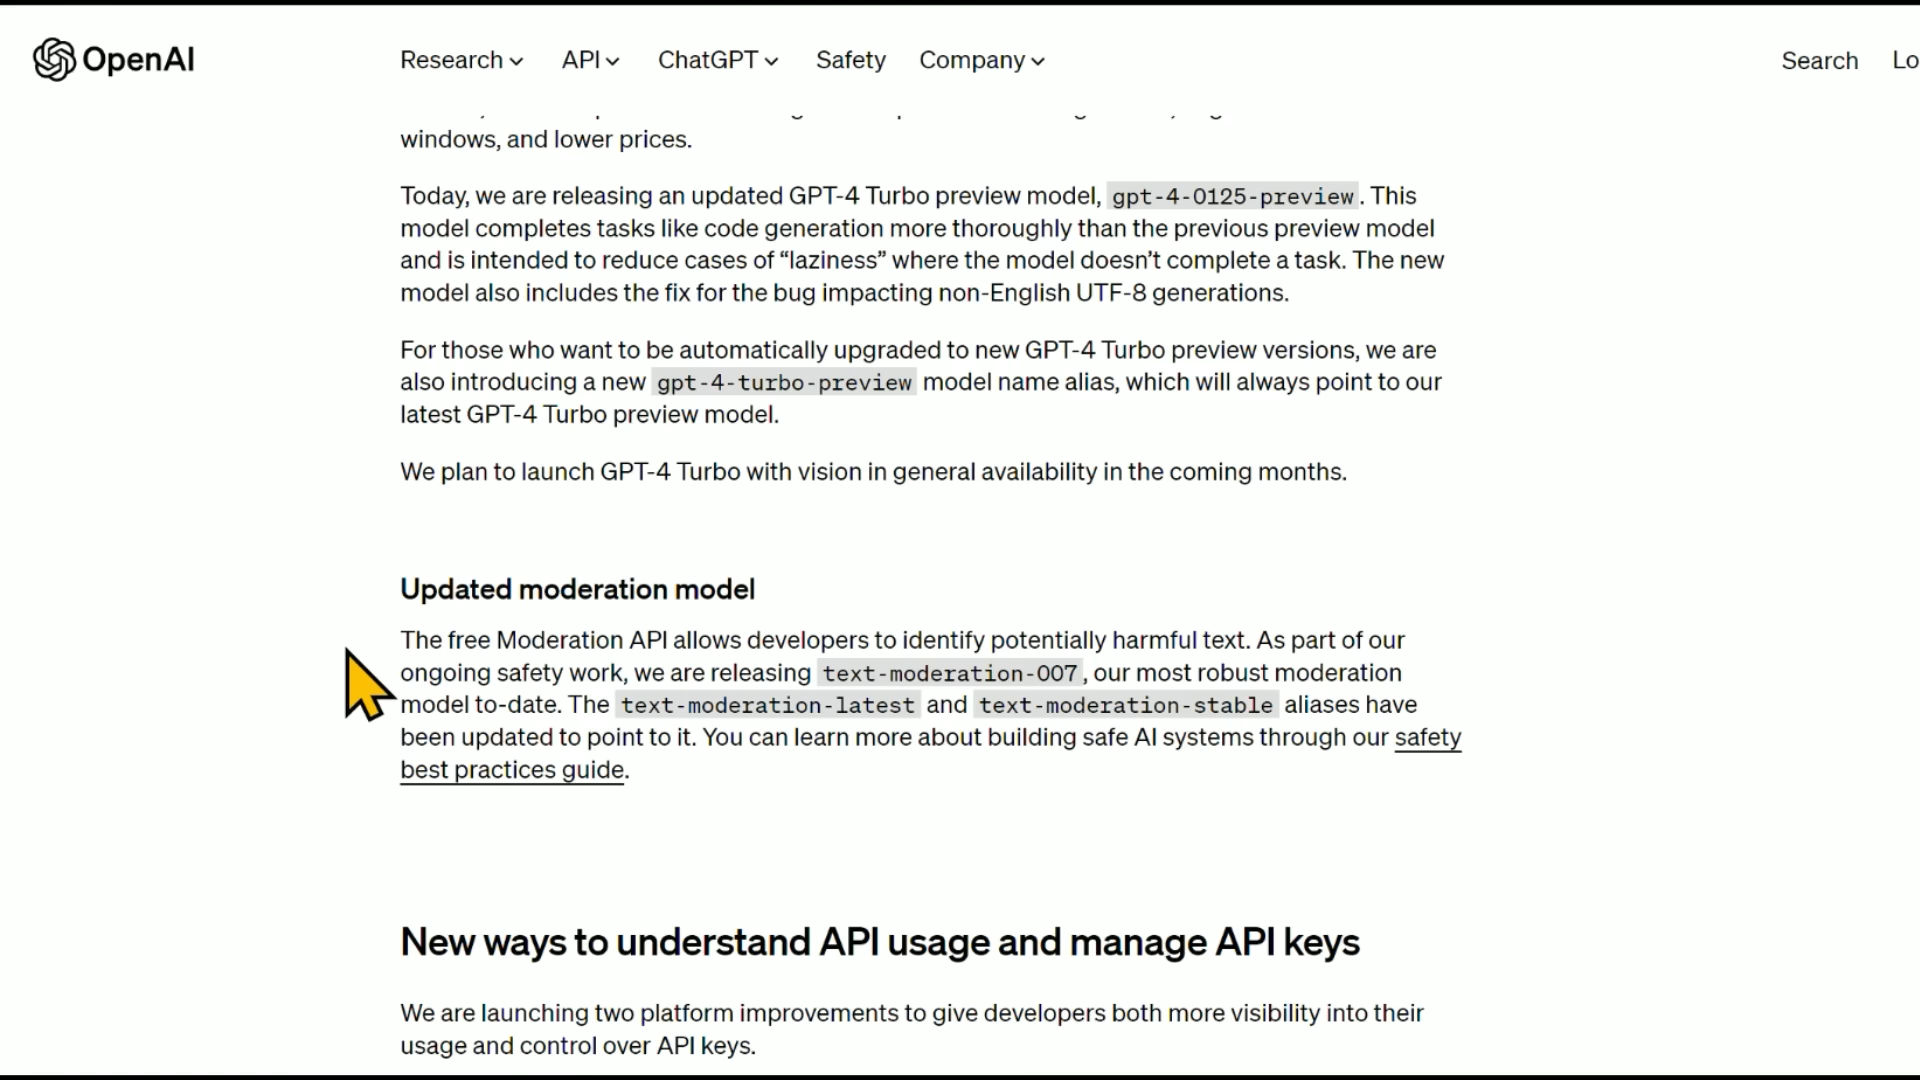 OpenAI
Research
API
ChatGPT
Safety
Company
Search
Lo
windows, and lower prices.
Today, we are releasing an updated GPT-4 Turbo preview model, gpt-4-0125-preview. This
model completes tasks like code generation more thoroughly than the previous preview model
and is intended to reduce cases of “laziness” where the model doesn’t complete a task. The new
model also includes the fix for the bug impacting non-English UTF-8 generations.
For those who want to be automatically upgraded to new GPT-4 Turbo preview versions, we are
also introducing a new gpt-4-turbo-preview model name alias, which will always point to our
latest GPT-4 Turbo preview model.
We plan to launch GPT-4 Turbo with vision in general availability in the coming months.
Updated moderation model
The free Moderation API allows developers to identify potentially harmful text. As part of our
ongoing safety work, we are releasing text-moderation-007, our most robust moderation
model to-date. The text-moderation-latest and text-moderation-stable aliases have
been updated to point to it. You can learn more about building safe AI systems through our safety
best practices guide.
New ways to understand API usage and manage API keys
We are launching two platform improvements to give developers both more visibility into their
usage and control over API keys.